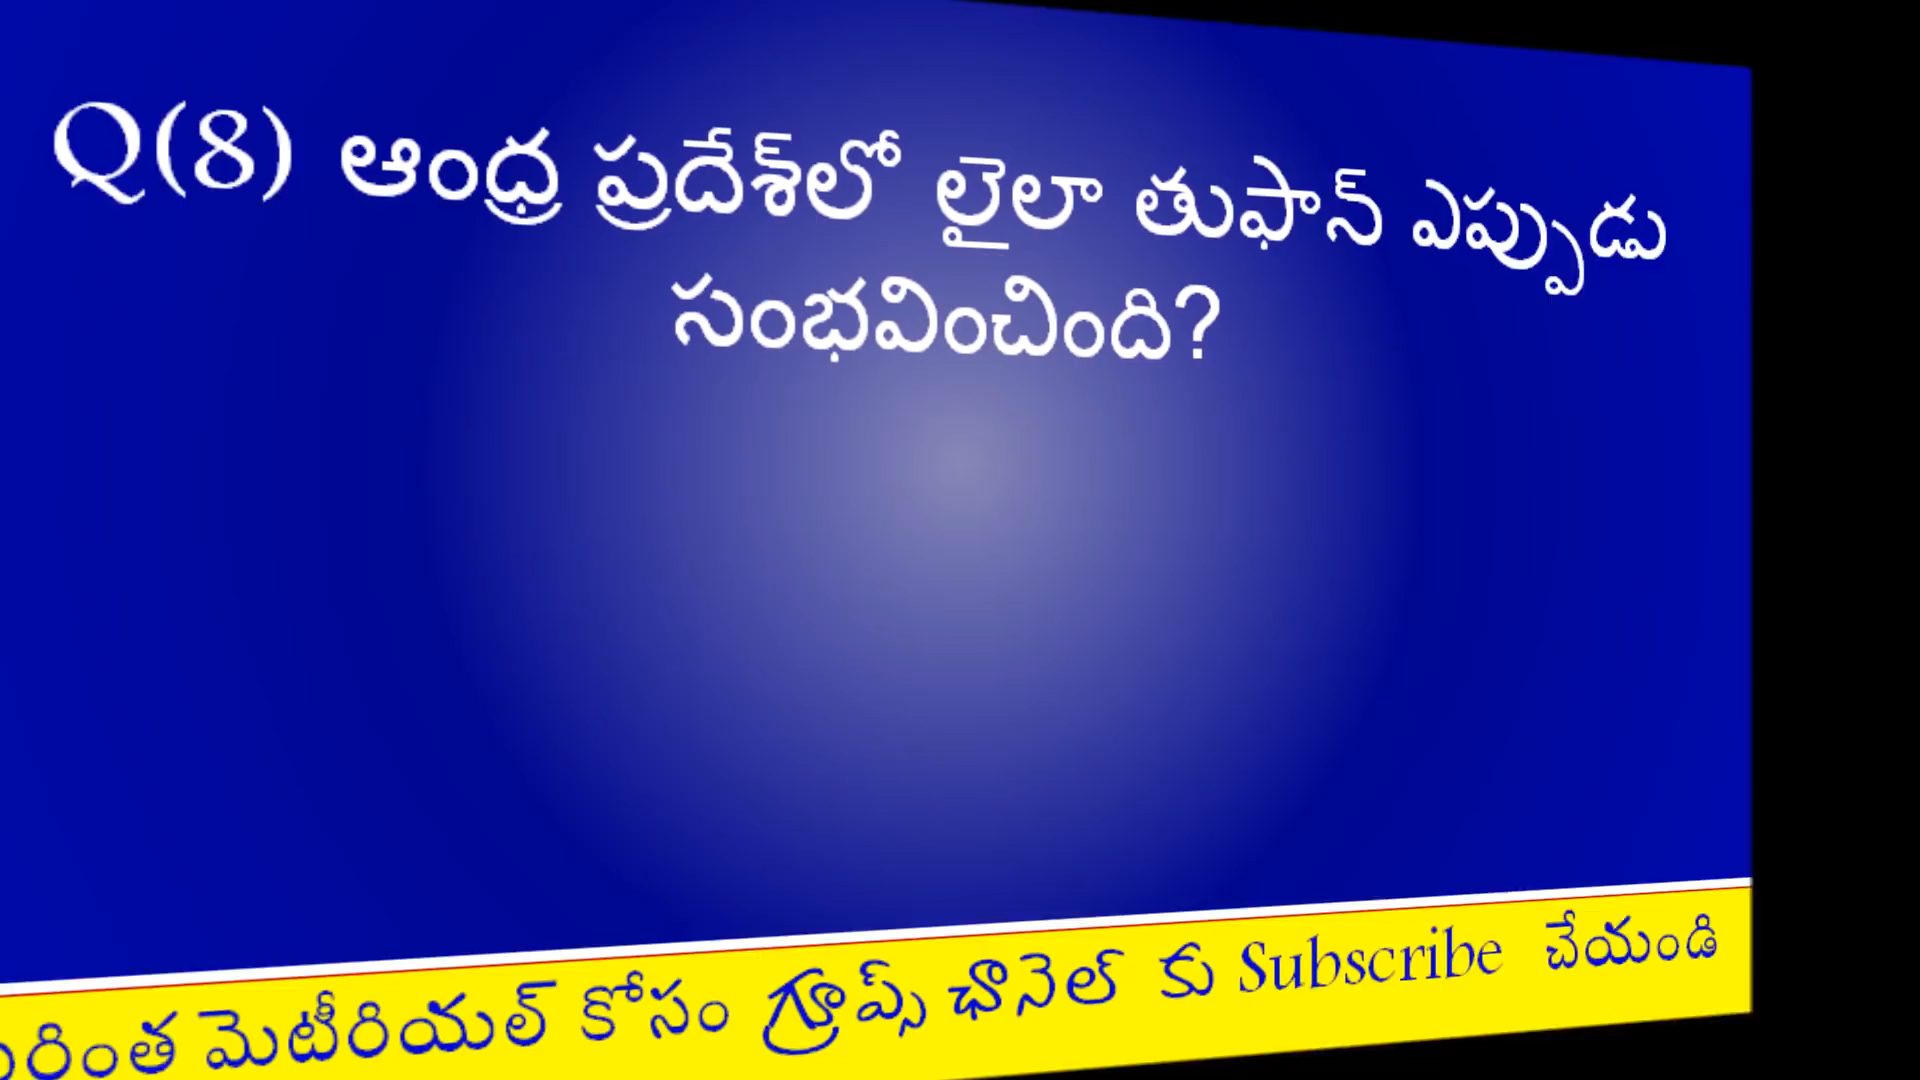 Q(8) ఆంధ్ర ప్రదేశ్‌లో లైలా తుఫాన్ ఎప్పుడు
సంభవించింది?
మెటీరియల్ కోసం గ్రూప్స్ ఛానెల్ కు Subscribe చేయండి